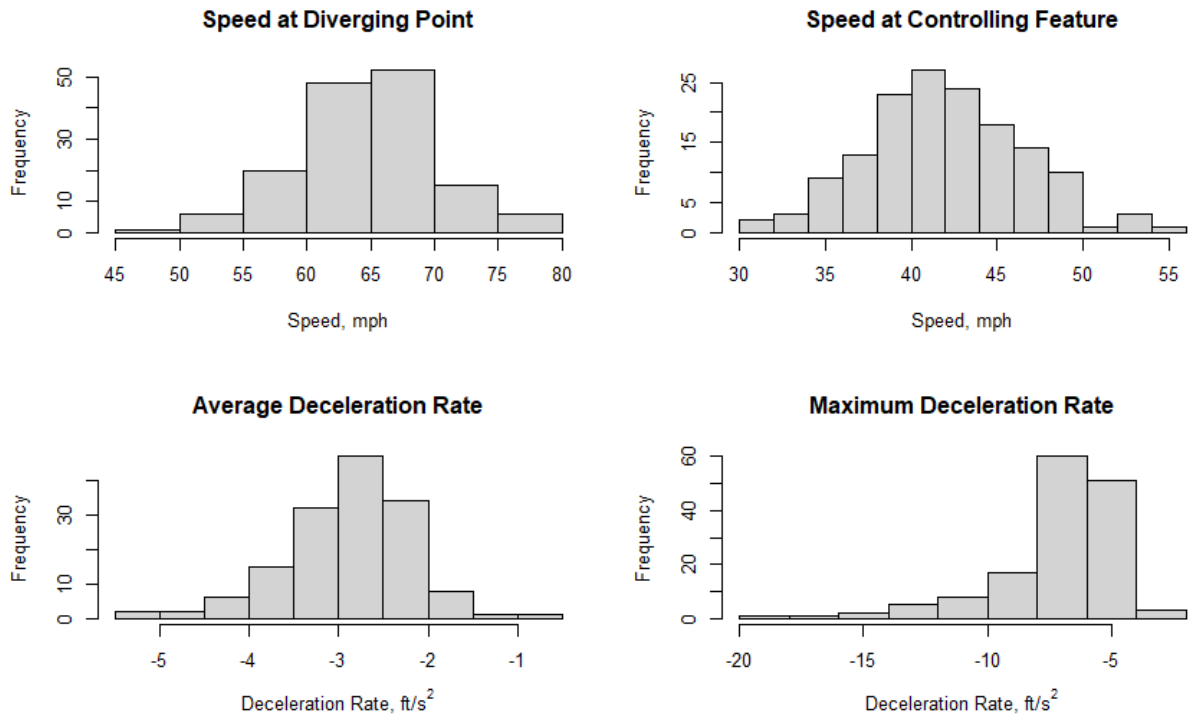 Speed at Diverging Point
Frequency
0 10 30 50
45 50 55 60 65 70 75 80
Speed, mph
Speed at Controlling Feature
Frequency
0 5 15 25
30 35 40 45 50 55
Speed, mph
Average Deceleration Rate
Frequency
0 10 30
-5 -4 -3 -2 -1
Deceleration Rate, ft/s²
Maximum Deceleration Rate
Frequency
0 20 40 60
-20 -15 -10 -5
Deceleration Rate, ft/s²